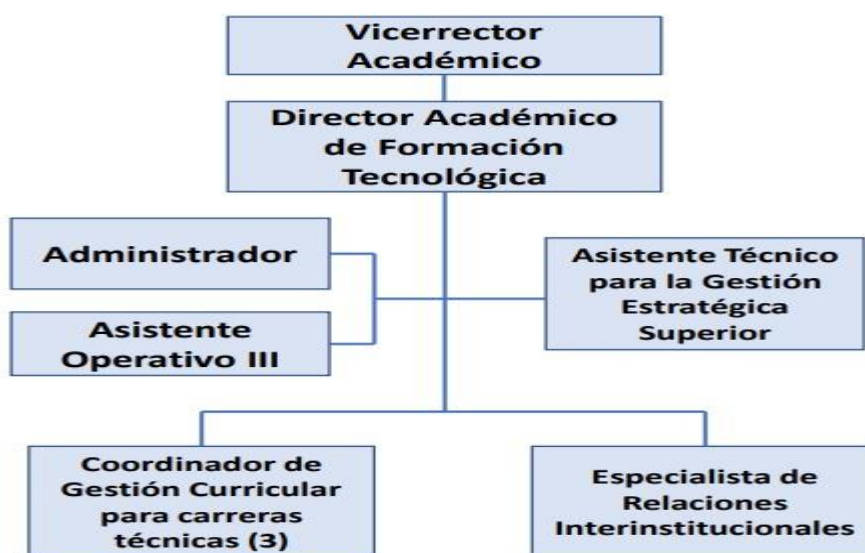 Vicerrector
Académico
Director Académico
de Formación
Tecnológica
Administrador
Asistente
Operativo III
Asistente Técnico
para la Gestión
Estratégica
Superior
Coordinador de
Gestión Curricular
para carreras
técnicas (3)
Especialista de
Relaciones
Interinstitucionales